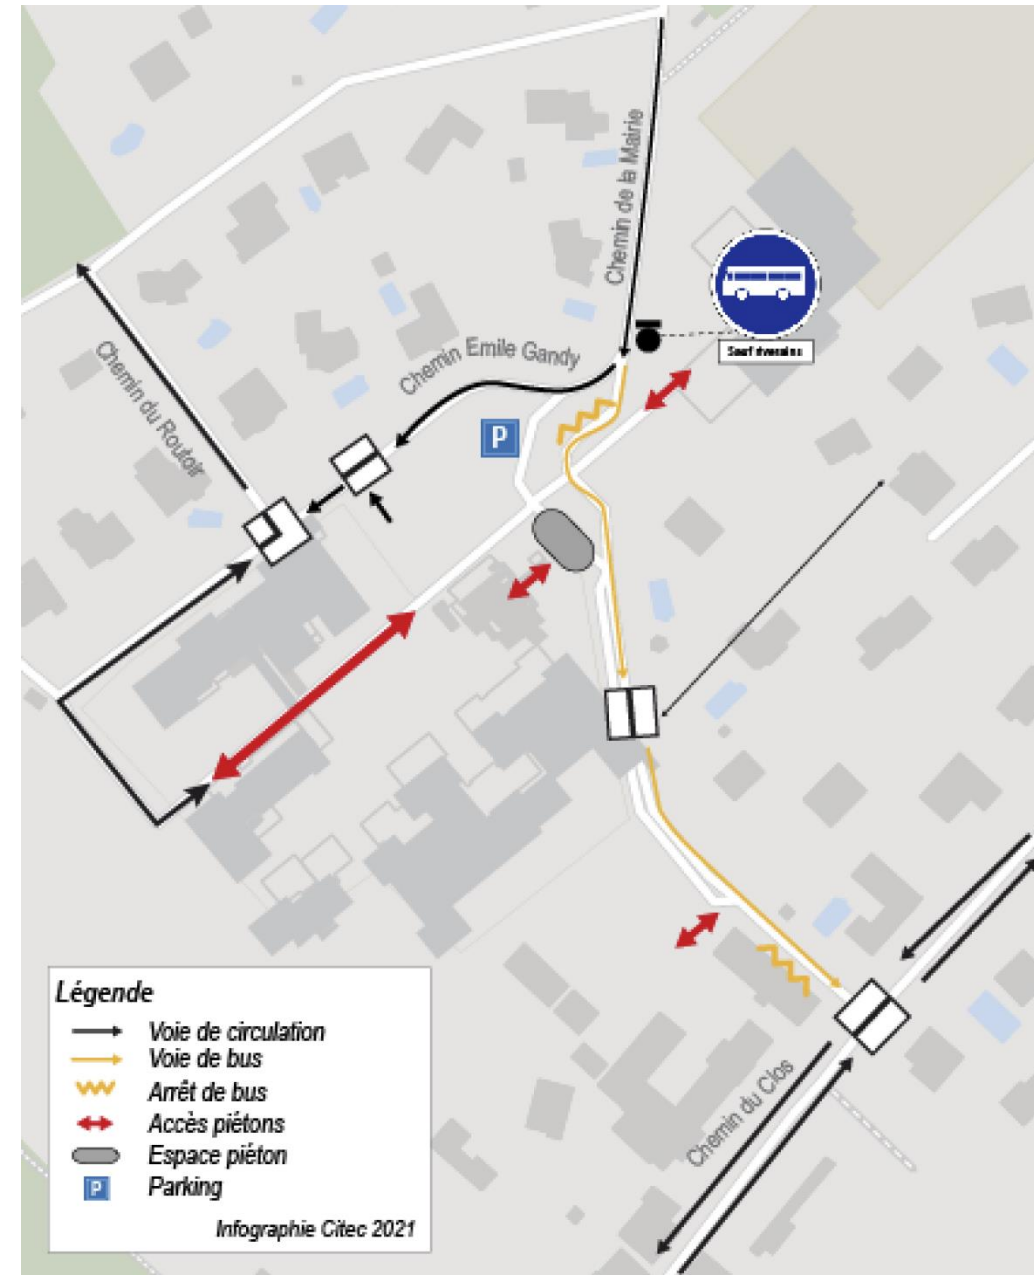 Chemin de la Mairie
Sauf riverains
Chemin Emile Gandy
Chemin du Routoir
P
Chemin du Clos
Légende
Voie de circulation
Voie de bus
Arrêt de bus
Accès piétons
Espace piéton
P
Parking
Infographie Citec 2021